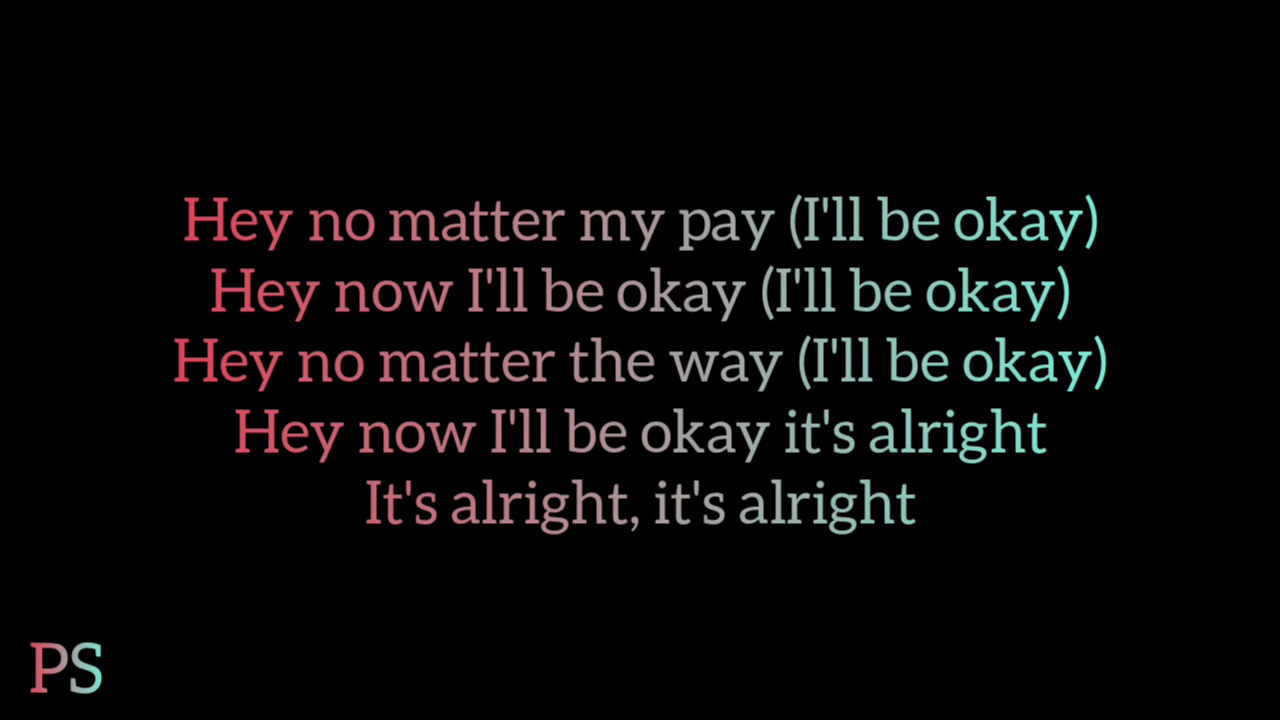 Hey no matter my pay (I'll be okay)
Hey now I'll be okay (I'll be okay)
Hey no matter the way (I'll be okay)
Hey now I'll be okay it's alright
It's alright, it's alright
PS